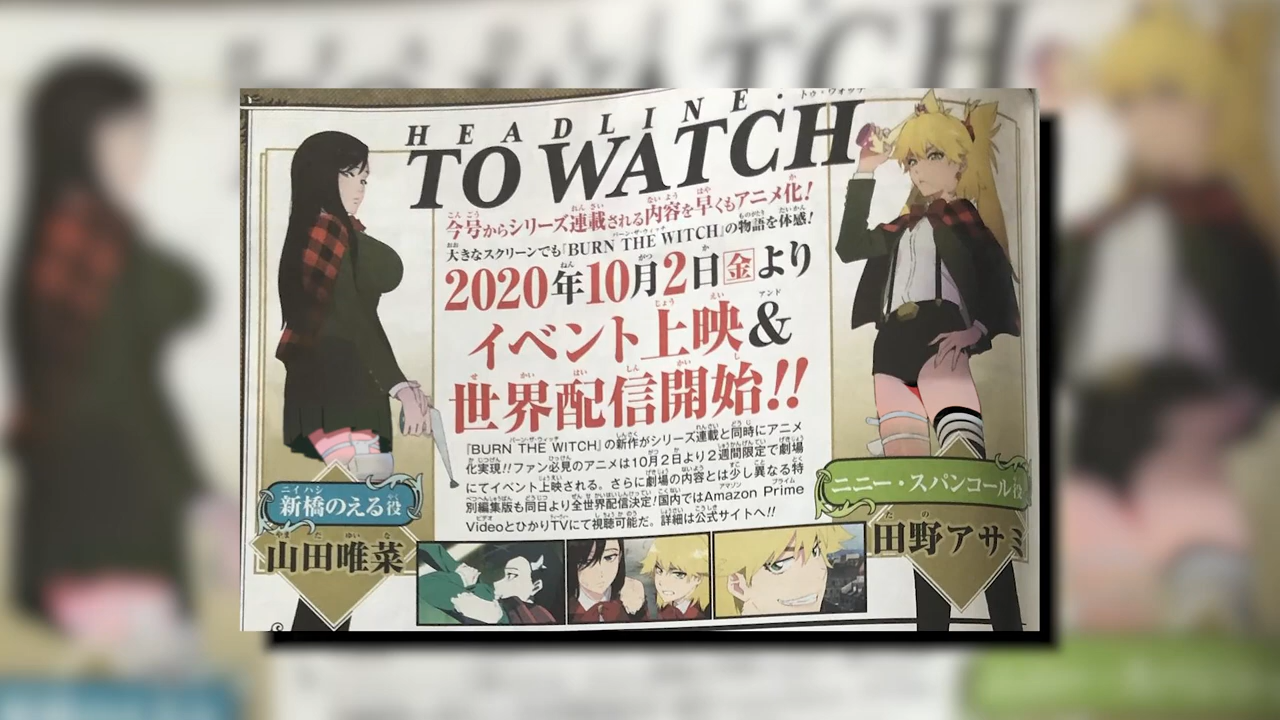 HEADLINE・
トゥ・ウォッチ
TO WATCH
今号からシリーズ連載される内容を早くもアニメ化!
大きなスクリーンでも『BURN THE WITCH』の物語を体感!
2020年10月2日金より
イベント上映&
世界配信開始!!
『BURN THE WITCH』の新作がシリーズ連載と同時にアニメ
化実現!!ファン必見のアニメは10月2日より2週間限定で劇場
にてイベント上映される。さらに劇場の内容とは少し異なる特
別編集版も同日より全世界配信決定!国内ではAmazon Prime
VideoとひかりTVにて視聴可能だ。詳細は公式サイトへ!!
新橋のえる役
山田唯菜
ニニー・スパンコール役
田野アサミ